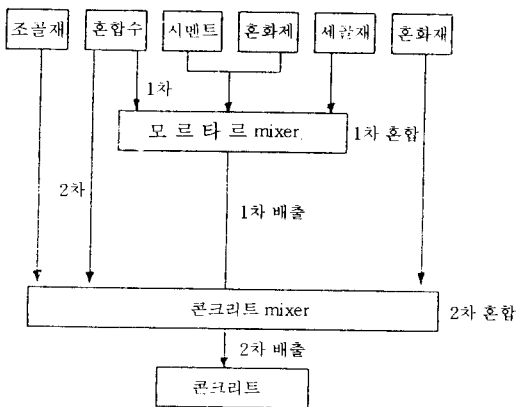 조골재 혼합수 시멘트 혼화제 세골재 혼화재
1차
모르타르 mixer
1차 혼합
2차
1차 배출
콘크리트 mixer
2차 혼합
2차 배출
콘크리트